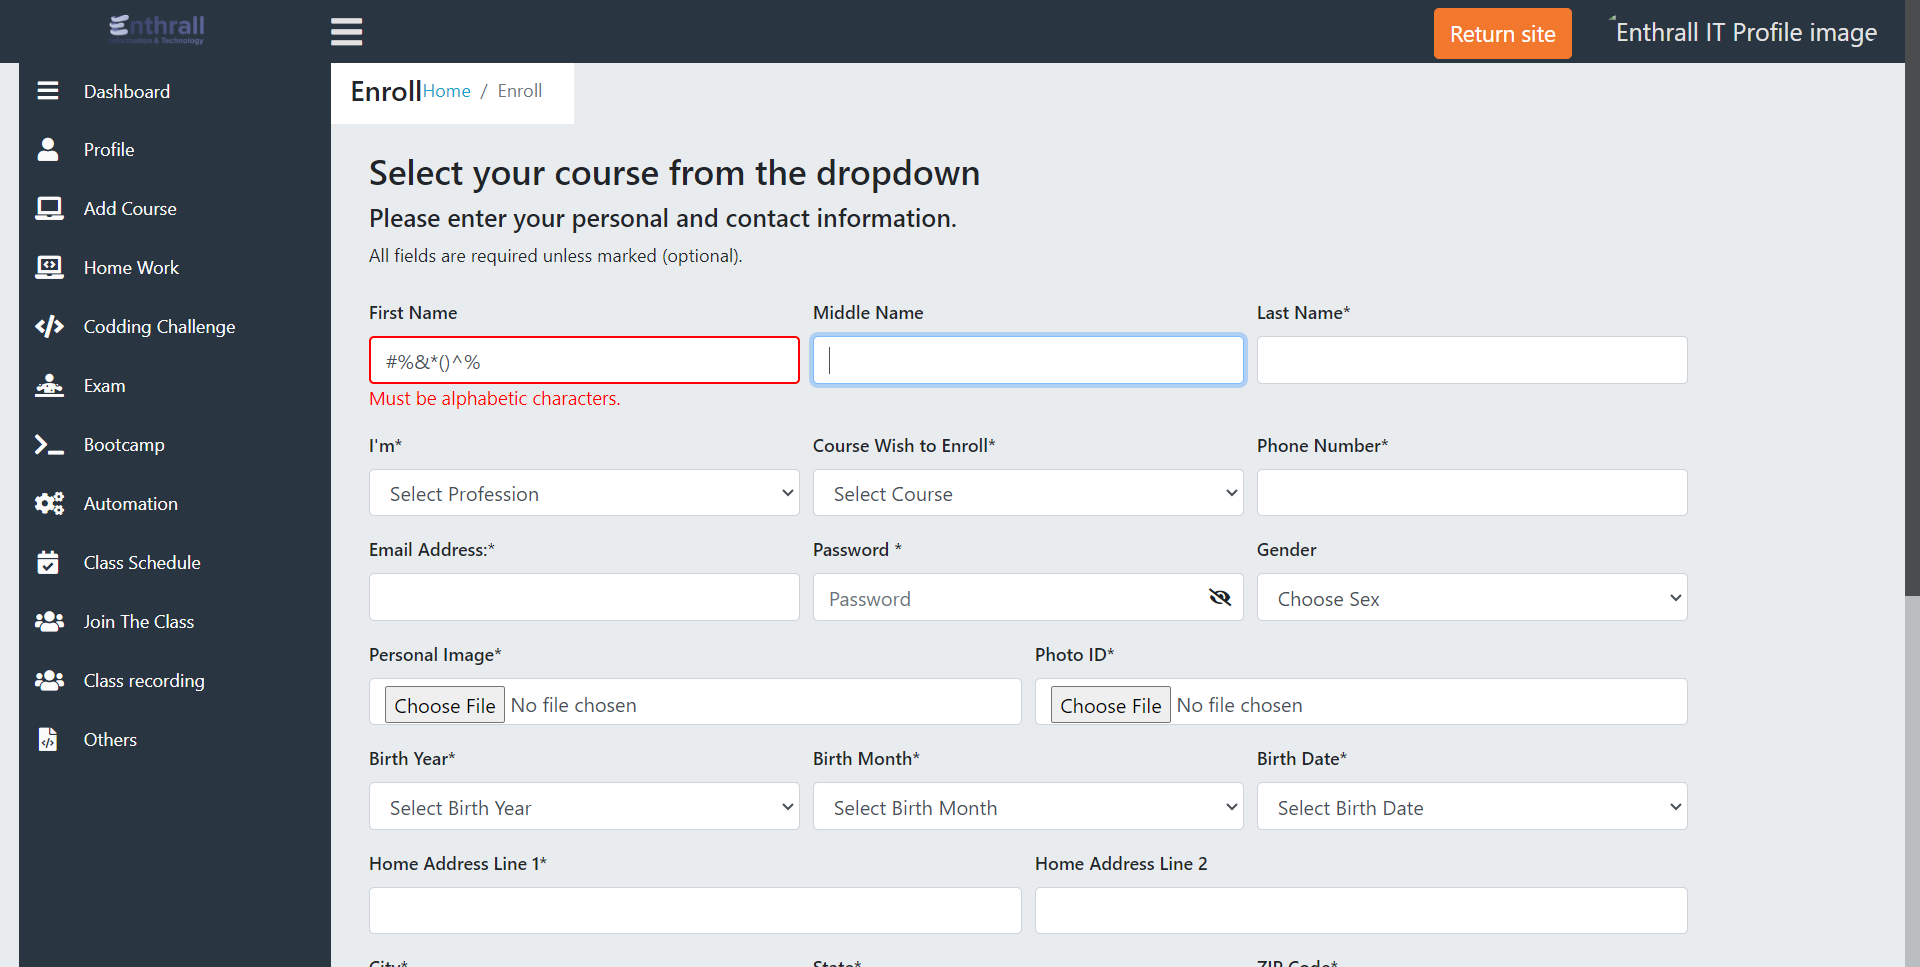 Enthrall
Information & Technology
Return site
Enthrall IT Profile image
Dashboard
Profile
Add Course
Home Work
Codding Challenge
Exam
Bootcamp
Automation
Class Schedule
Join The Class
Class recording
Others
Enroll Home / Enroll
Select your course from the dropdown
Please enter your personal and contact information.
All fields are required unless marked (optional).
First Name Middle Name Last Name*
#%&*()^%
Must be alphabetic characters.
I'm* Course Wish to Enroll* Phone Number*
Select Profession Select Course
Email Address:* Password * Gender
Password Choose Sex
Personal Image* Photo ID*
Choose File No file chosen Choose File No file chosen
Birth Year* Birth Month* Birth Date*
Select Birth Year Select Birth Month Select Birth Date
Home Address Line 1* Home Address Line 2
City* State* ZIP Code*